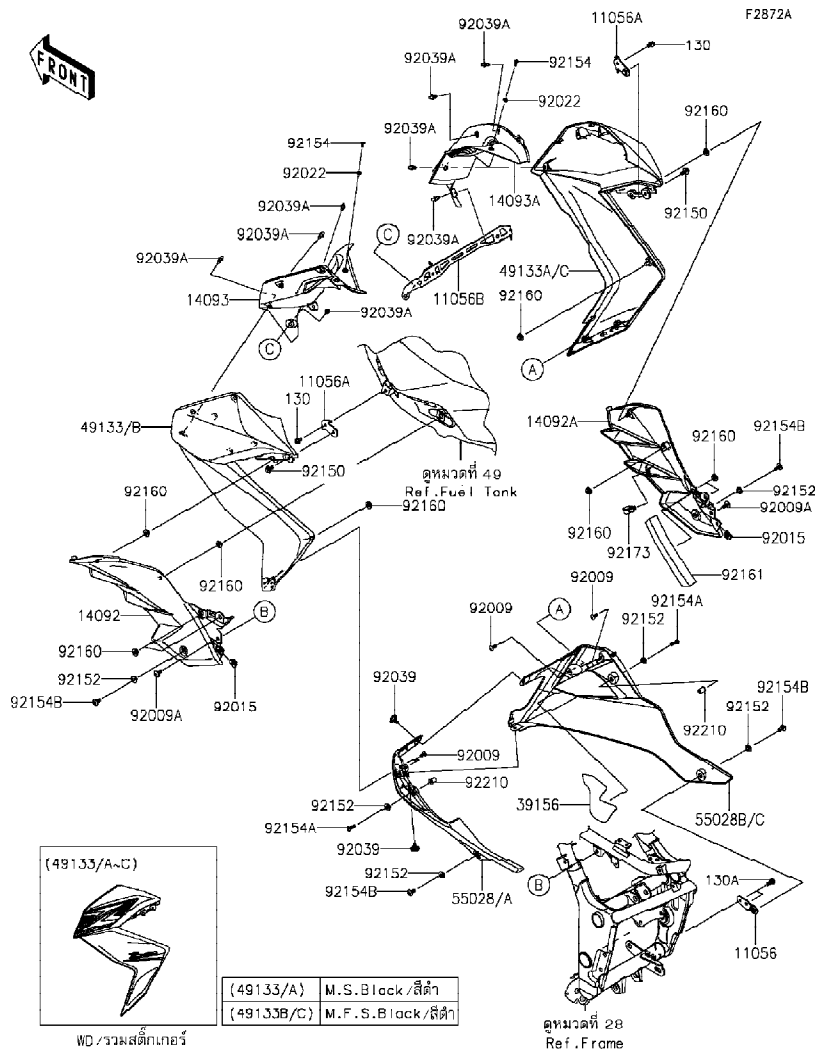 F2872A
FRONT
92039A
11056A
130
92039A
92154
92022
92160
92154
92039A
92022
14093A
92150
92039A
92039A
C
92039A
92039A
49133A/C
11056B
92160
14093
92039A
C
A
11056A
130
49133/B
14092A
92154B
92160
92150
ดูหมวดที่ 49
Ref.Fuel Tank
92152
92160
92160
92160
92009A
92173
92015
92160
92009
92161
14092
B
A
92009
92154A
92152
92160
92152
92039
92154B
92154B
92009A
92015
92152
92210
92009
92210
92152
39156
92154A
55028B/C
92039
92152
(49133/A~C)
B
130A
92154B
55028/A
11056
(49133/A) M.S.Black/สีดำ
(49133B/C) M.F.S.Black/สีดำ
ดูหมวดที่ 28
Ref.Frame
WD/รวมสติ๊กเกอร์